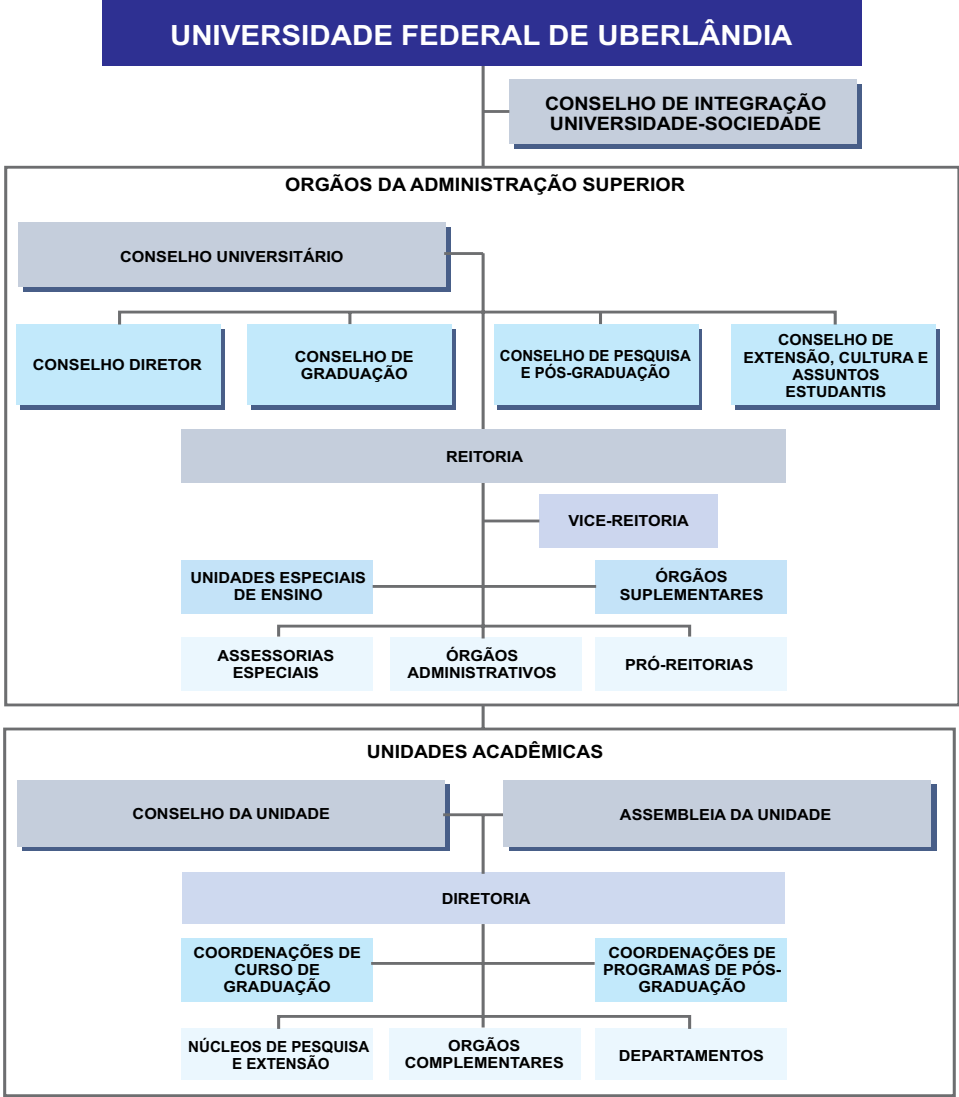 UNIVERSIDADE FEDERAL DE UBERLÂNDIA
CONSELHO DE INTEGRAÇÃO
UNIVERSIDADE-SOCIEDADE
ORGÃOS DA ADMINISTRAÇÃO SUPERIOR
CONSELHO UNIVERSITÁRIO
CONSELHO DIRETOR
CONSELHO DE
GRADUAÇÃO
CONSELHO DE PESQUISA
E PÓS-GRADUAÇÃO
CONSELHO DE
EXTENSÃO, CULTURA E
ASSUNTOS
ESTUDANTIS
REITORIA
VICE-REITORIA
UNIDADES ESPECIAIS
DE ENSINO
ÓRGÃOS
SUPLEMENTARES
ASSESSORIAS
ESPECIAIS
ÓRGÃOS
ADMINISTRATIVOS
PRÓ-REITORIAS
UNIDADES ACADÊMICAS
CONSELHO DA UNIDADE
ASSEMBLEIA DA UNIDADE
DIRETORIA
COORDENAÇÕES DE
CURSO DE
GRADUAÇÃO
COORDENAÇÕES DE
PROGRAMAS DE PÓS-
GRADUAÇÃO
NÚCLEOS DE PESQUISA
E EXTENSÃO
ORGÃOS
COMPLEMENTARES
DEPARTAMENTOS